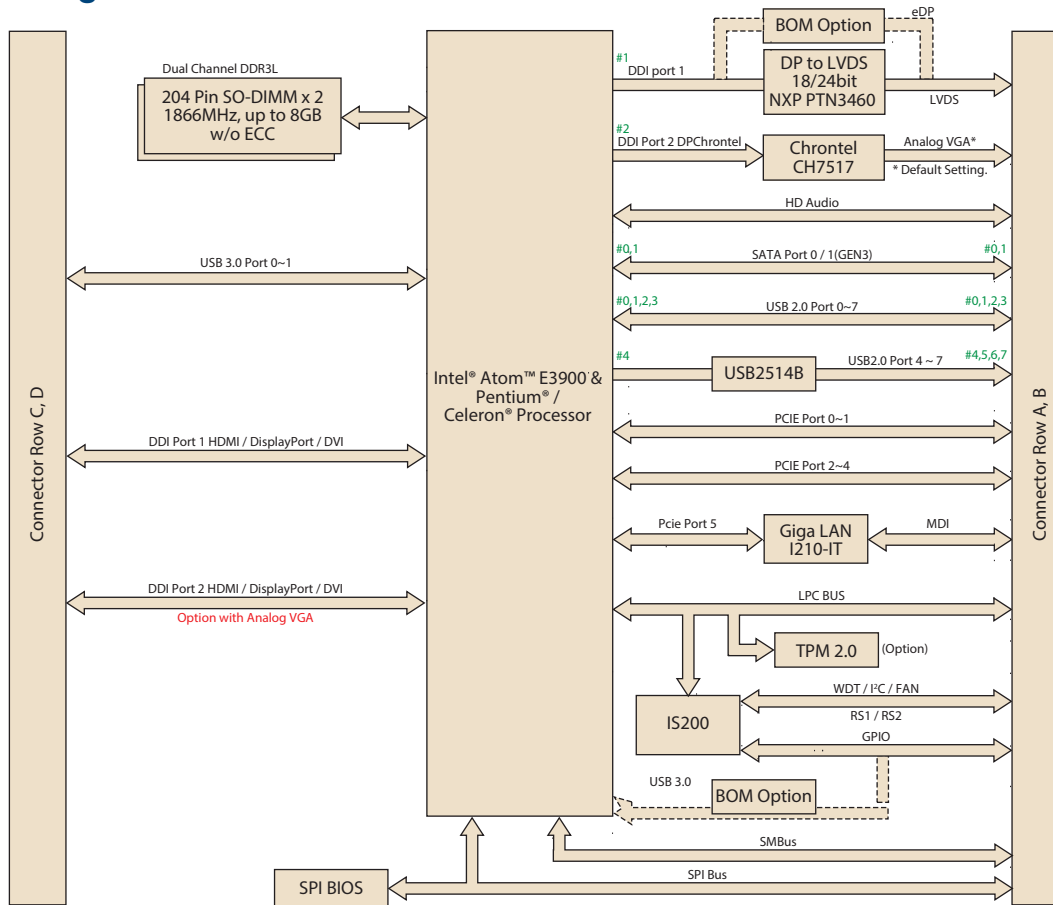 eDP
BOM Option
#1
DDI port 1
DP to LVDS
18/24bit
NXP PTN3460
LVDS
Dual Channel DDR3L
204 Pin SO-DIMM x 2
1866MHz, up to 8GB
w/o ECC
#2
DDI Port 2 DPChrontel
Chrontel
CH7517
Analog VGA*
* Default Setting.
HD Audio
#0,1
SATA Port 0 / 1(GEN3)
#0,1
USB 3.0 Port 0~1
#0,1,2,3
USB 2.0 Port 0~7
#0,1,2,3
#4
USB2514B
USB2.0 Port 4 ~ 7
#4,5,6,7
Intel® Atom™ E3900 &
Pentium® /
Celeron® Processor
Connector Row C, D
Connector Row A, B
PCIE Port 0~1
DDI Port 1 HDMI / DisplayPort / DVI
PCIE Port 2~4
Pcie Port 5
Giga LAN
I210-IT
MDI
DDI Port 2 HDMI / DisplayPort / DVI
Option with Analog VGA
LPC BUS
TPM 2.0
(Option)
IS200
WDT / I²C / FAN
RS1 / RS2
GPIO
USB 3.0
BOM Option
SMBus
SPI BIOS
SPI Bus